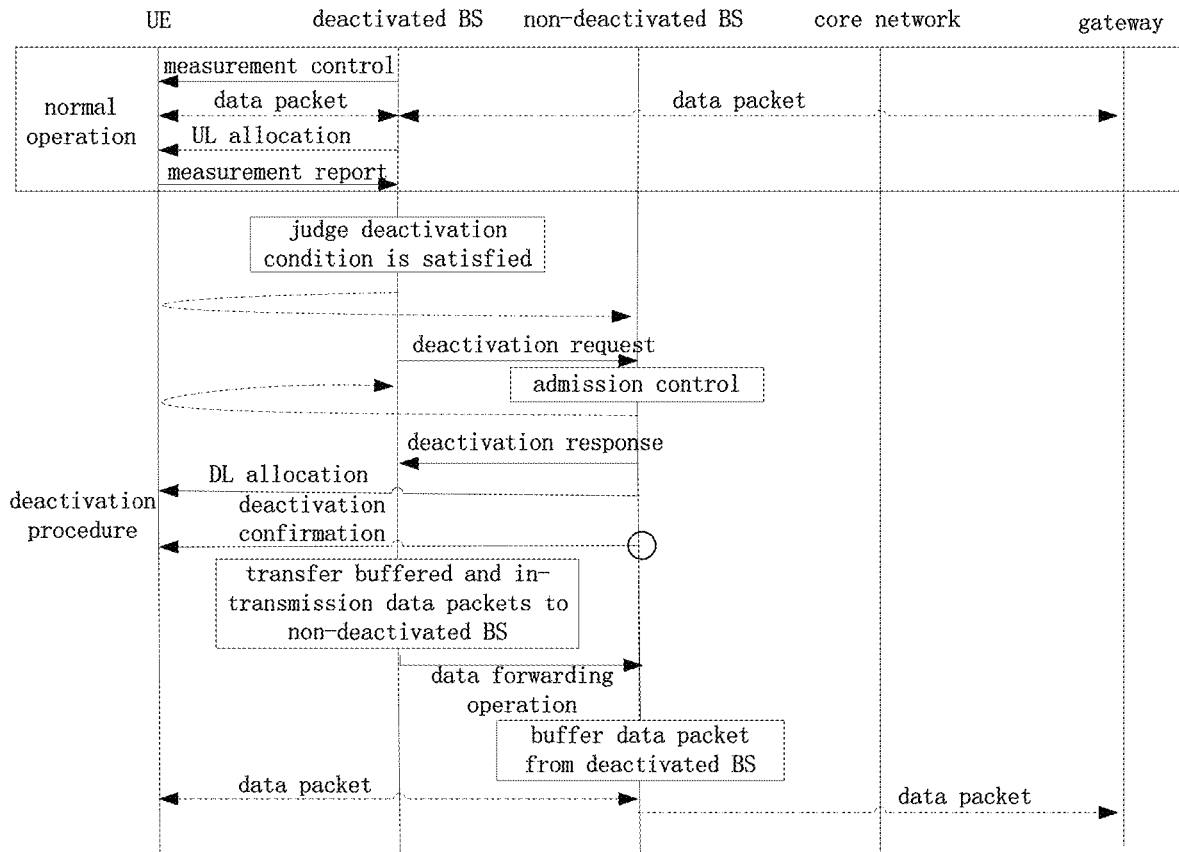 UE
deactivated BS
non-deactivated BS
core network
gateway
measurement control
data packet
data packet
normal
operation
UL allocation
measurement report
judge deactivation
condition is satisfied
deactivation request
admission control
deactivation response
DL allocation
deactivation
procedure
deactivation
confirmation
transfer buffered and in-
transmission data packets to
non-deactivated BS
data forwarding
operation
buffer data packet
from deactivated BS
data packet
data packet